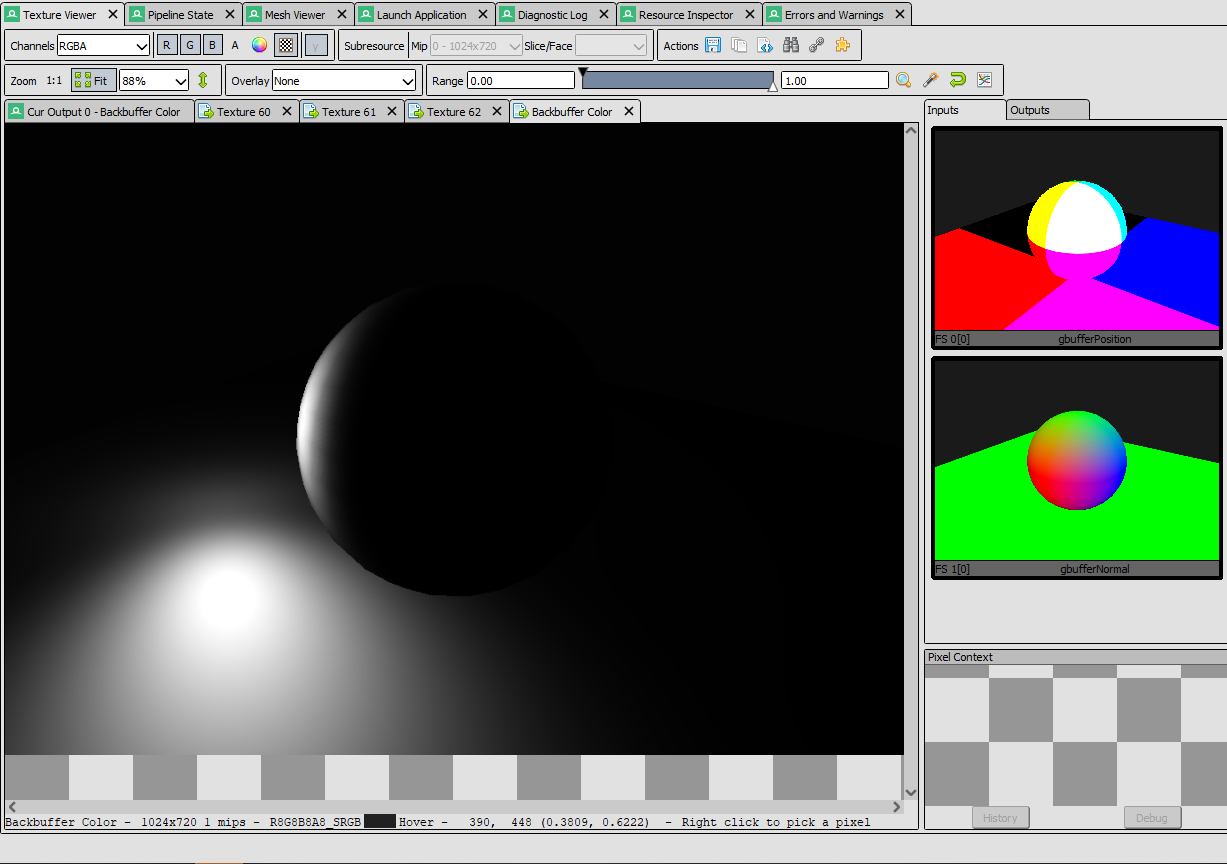 Texture Viewer Pipeline State Mesh Viewer Launch Application Diagnostic Log Resource Inspector Errors and Warnings
Channels RGBA R G B A γ Subresource Mip 0 - 1024x720 Slice/Face Actions
Zoom 1:1 Fit 88% Overlay None Range 0.00 1.00
Cur Output 0 - Backbuffer Color Texture 60 Texture 61 Texture 62 Backbuffer Color
Inputs Outputs
FS 0[0] gbufferPosition
FS 1[0] gbufferNormal
Pixel Context
History Debug
Backbuffer Color - 1024x720 1 mips - R8G8B8A8_SRGB Hover - 390, 448 (0.3809, 0.6222) - Right click to pick a pixel